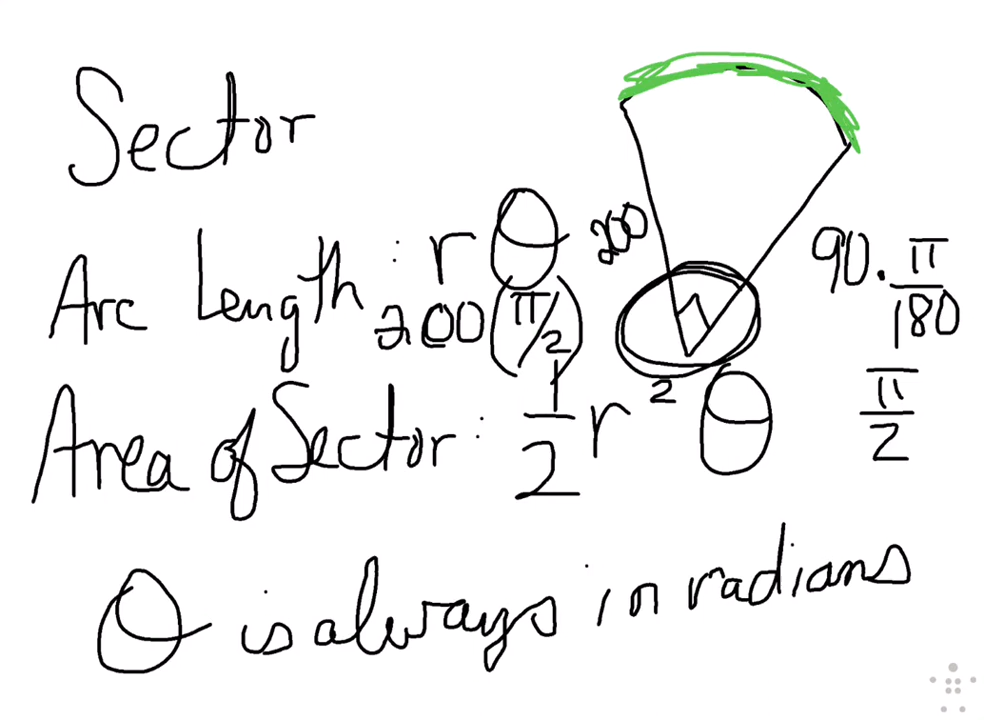 Sector
Arc Length : rθ
200 (π/2)
200
90 · π/180
π/2
Area of Sector : 1/2 r² θ
θ is always in radians